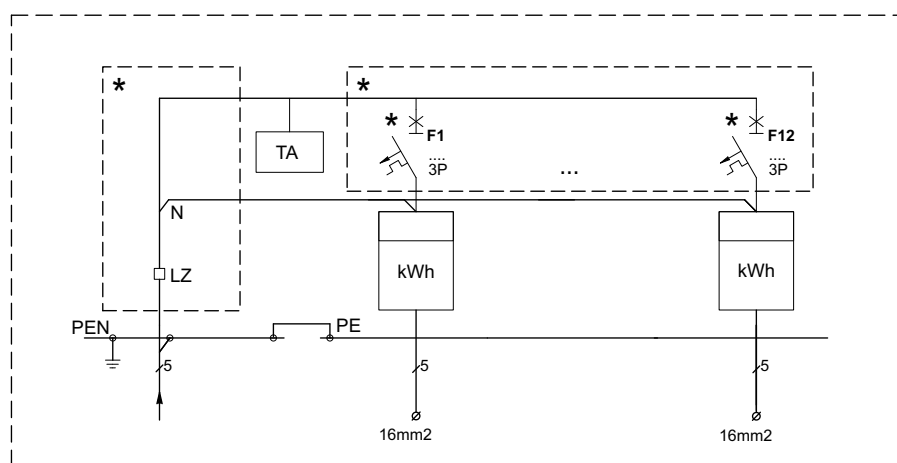 *
*
* F1
* F12
TA
....
3P
...
....
3P
N
kWh
kWh
LZ
PEN
PE
5
5
5
16mm2
16mm2